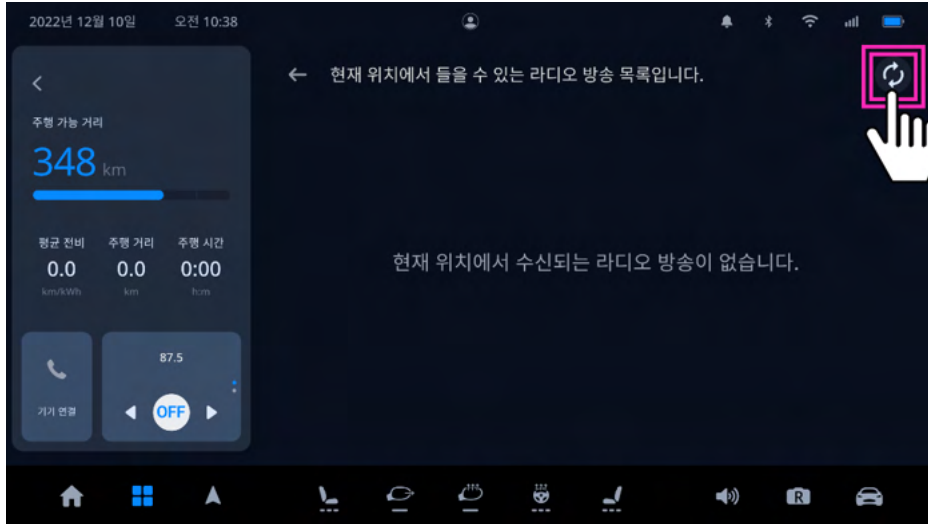 2022년 12월 10일 오전 10:38
현재 위치에서 들을 수 있는 라디오 방송 목록입니다.
주행 가능 거리
348 km
평균 전비 주행 거리 주행 시간
0.0 0.0 0:00
km/kWh km h:m
현재 위치에서 수신되는 라디오 방송이 없습니다.
87.5
기기 연결
OFF
R